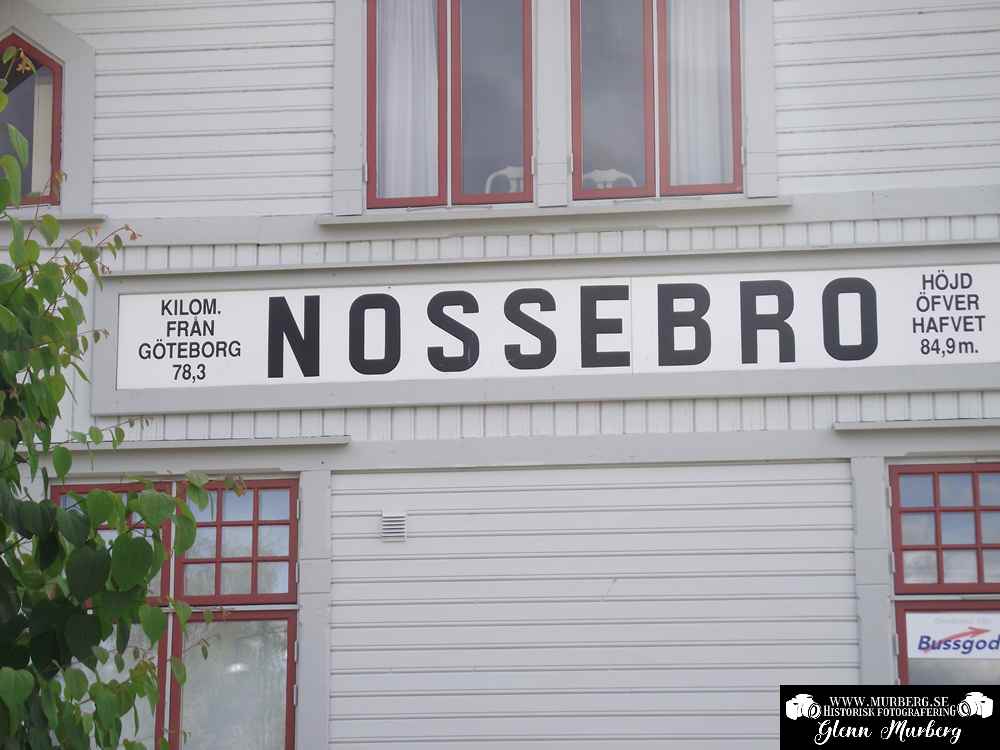 KILOM.
FRÅN
GÖTEBORG
78,3
NOSSEBRO
HÖJD
ÖFVER
HAFVET
84,9 m.
Bussgod
WWW.MURBERG.SE
HISTORISK FOTOGRAFERING
Glenn Murberg